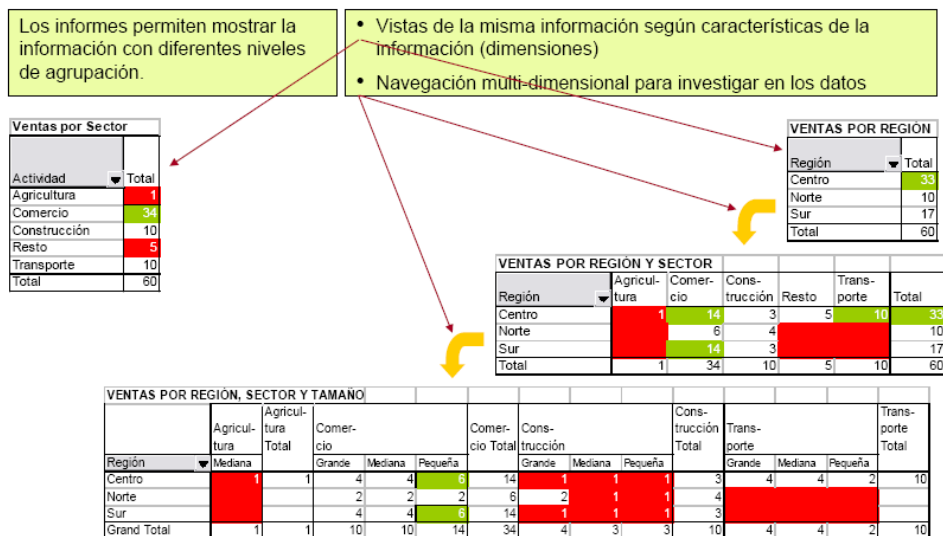 Los informes permiten mostrar la
información con diferentes niveles
de agrupación.
• Vistas de la misma información según características de la
información (dimensiones)
• Navegación multi-dimensional para investigar en los datos
Ventas por Sector
Actividad Total
Agricultura 1
Comercio 34
Construcción 10
Resto 5
Transporte 10
Total 60
VENTAS POR REGIÓN
Región Total
Centro 33
Norte 10
Sur 17
Total 60
VENTAS POR REGIÓN Y SECTOR
Agricul- Comer- Cons- Trans-
Región tura cio trucción Resto porte Total
Centro 1 14 3 5 10 33
Norte 6 4 10
Sur 14 3 17
Total 1 34 10 5 10 60
VENTAS POR REGIÓN, SECTOR Y TAMAÑO
Agricul- Cons- Trans-
Agricul- tura Comer- Comer- Cons- trucción Trans- porte
tura Total cio cio Total trucción Total porte Total
Región Mediana Grande Mediana Pequeña Grande Mediana Pequeña Grande Mediana Pequeña
Centro 1 1 4 4 6 14 1 1 1 3 4 4 2 10
Norte 2 2 2 6 2 1 1 4
Sur 4 4 6 14 1 1 1 3
Grand Total 1 1 10 10 14 34 4 3 3 10 4 4 2 10